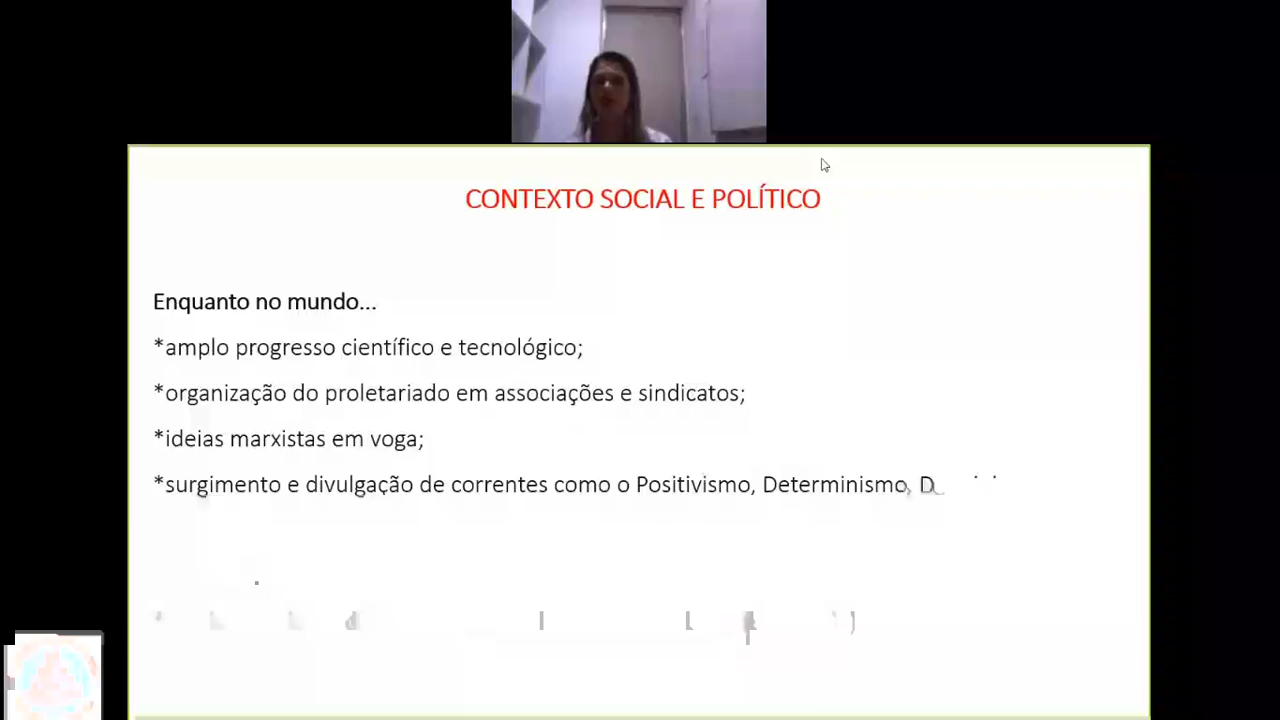 CONTEXTO SOCIAL E POLÍTICO
Enquanto no mundo...
*amplo progresso científico e tecnológico;
*organização do proletariado em associações e sindicatos;
*ideias marxistas em voga;
*surgimento e divulgação de correntes como o Positivismo, Determinismo,